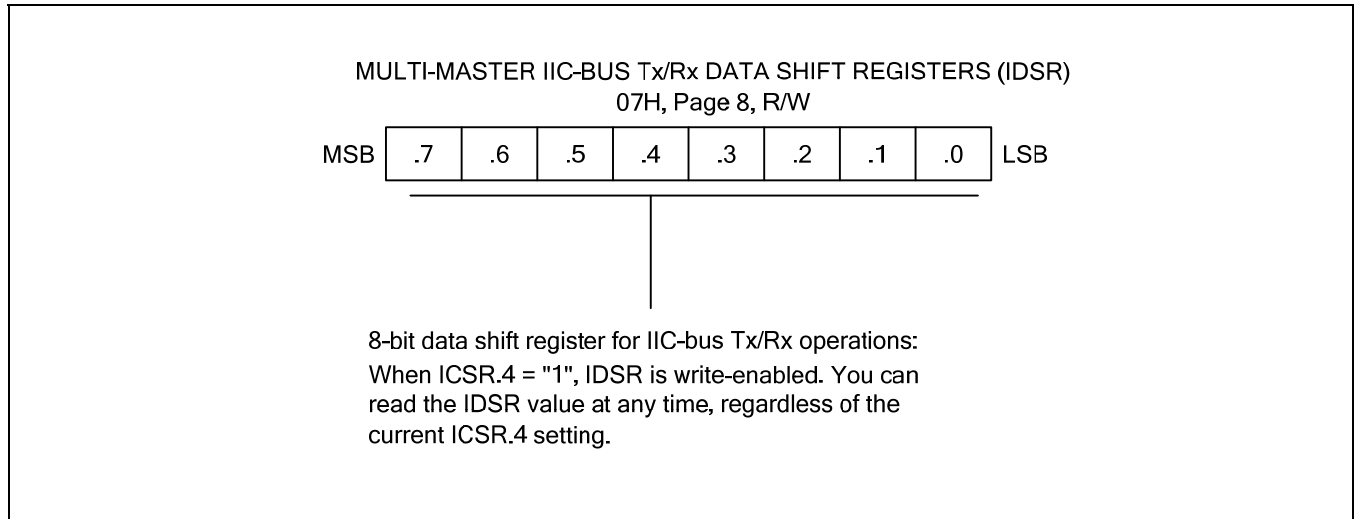 MULTI-MASTER IIC-BUS Tx/Rx DATA SHIFT REGISTERS (IDSR)
07H, Page 8, R/W
MSB .7 .6 .5 .4 .3 .2 .1 .0 LSB
8-bit data shift register for IIC-bus Tx/Rx operations:
When ICSR.4 = "1", IDSR is write-enabled. You can
read the IDSR value at any time, regardless of the
current ICSR.4 setting.